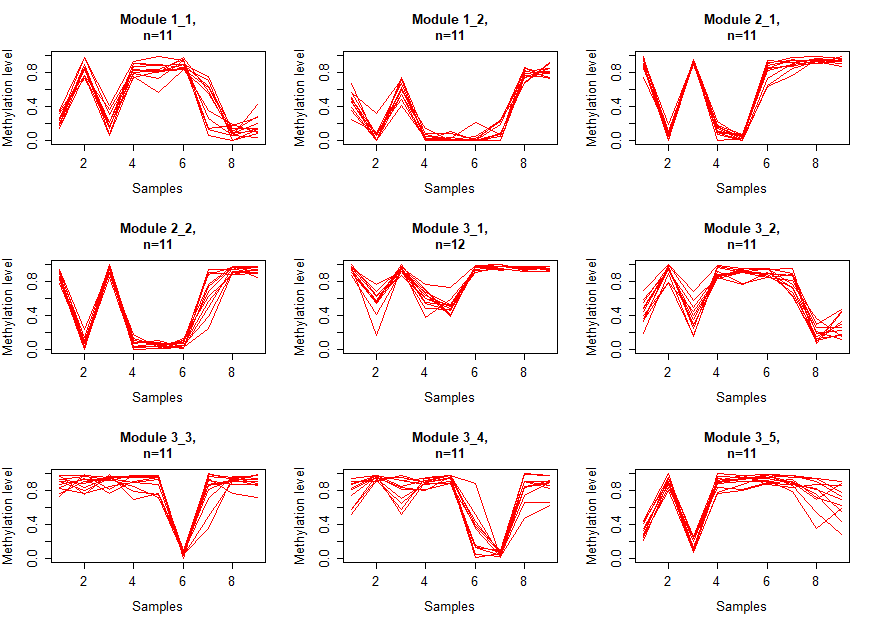 Module 1_1,
n=11
Methylation level
0.0 0.4 0.8
2 4 6 8
Samples
Module 1_2,
n=11
Methylation level
0.0 0.4 0.8
2 4 6 8
Samples
Module 2_1,
n=11
Methylation level
0.0 0.4 0.8
2 4 6 8
Samples
Module 2_2,
n=11
Methylation level
0.0 0.4 0.8
2 4 6 8
Samples
Module 3_1,
n=12
Methylation level
0.0 0.4 0.8
2 4 6 8
Samples
Module 3_2,
n=11
Methylation level
0.0 0.4 0.8
2 4 6 8
Samples
Module 3_3,
n=11
Methylation level
0.0 0.4 0.8
2 4 6 8
Samples
Module 3_4,
n=11
Methylation level
0.0 0.4 0.8
2 4 6 8
Samples
Module 3_5,
n=11
Methylation level
0.0 0.4 0.8
2 4 6 8
Samples